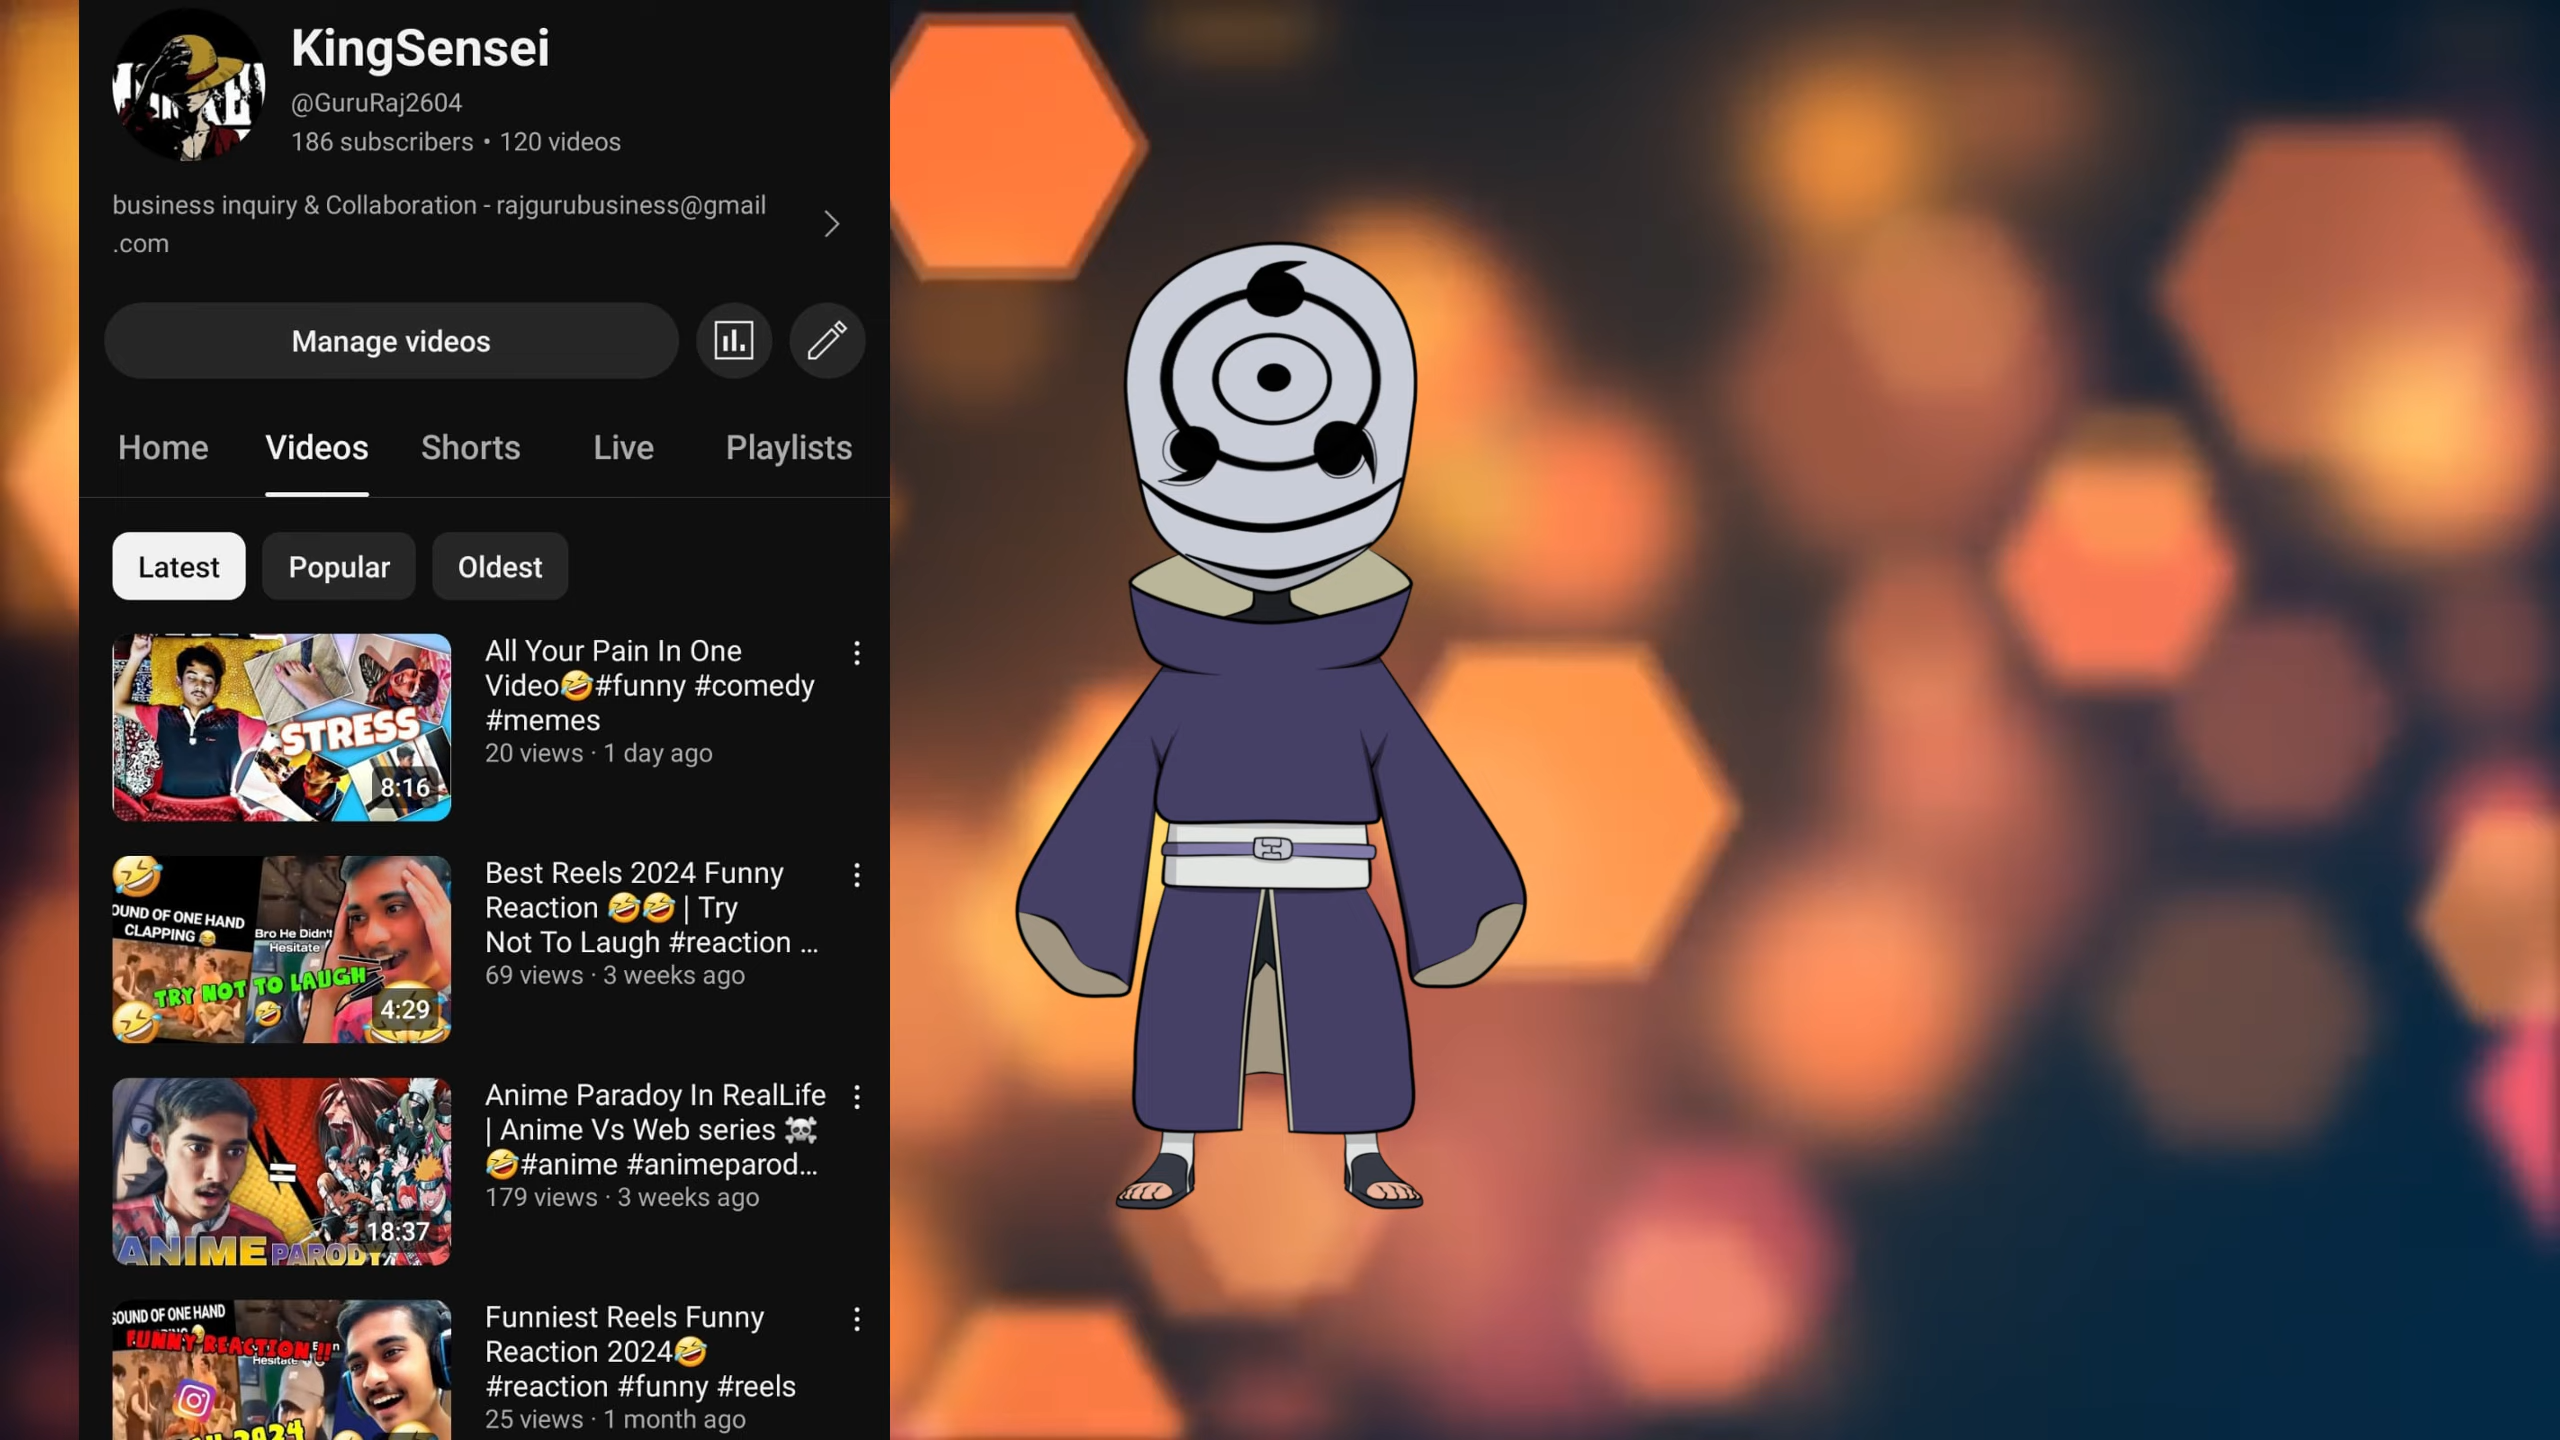 KingSensei
@GuruRaj2604
186 subscribers • 120 videos
business inquiry & Collaboration - rajgurubusiness@gmail
.com
Manage videos
Home Videos Shorts Live Playlists
Latest Popular Oldest
STRESS
8:16
All Your Pain In One
Video🤣#funny #comedy
#memes
20 views · 1 day ago
OUND OF ONE HAND
CLAPPING 😂
Bro He Didn't
Hesitate
TRY NOT TO LAUGH
4:29
Best Reels 2024 Funny
Reaction 🤣🤣 | Try
Not To Laugh #reaction ...
69 views · 3 weeks ago
=
18:37
ANIME PARODY
Anime Paradoy In RealLife
| Anime Vs Web series ☠️
🤣#anime #animeparod...
179 views · 3 weeks ago
SOUND OF ONE HAND
FUNNY REACTION !!
Hesitate
2024
Funniest Reels Funny
Reaction 2024🤣
#reaction #funny #reels
25 views · 1 month ago